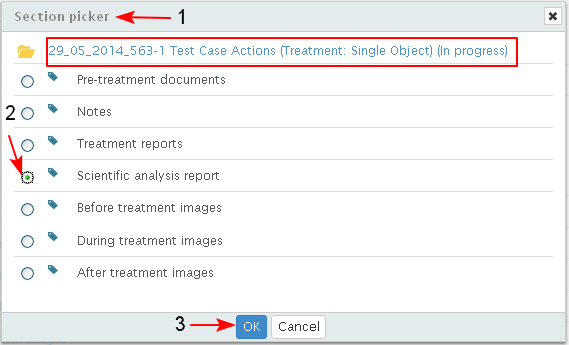 Section picker 1
29_05_2014_563-1 Test Case Actions (Treatment: Single Object) (In progress)
Pre-treatment documents
Notes
2
Treatment reports
Scientific analysis report
Before treatment images
During treatment images
After treatment images
3 OK Cancel